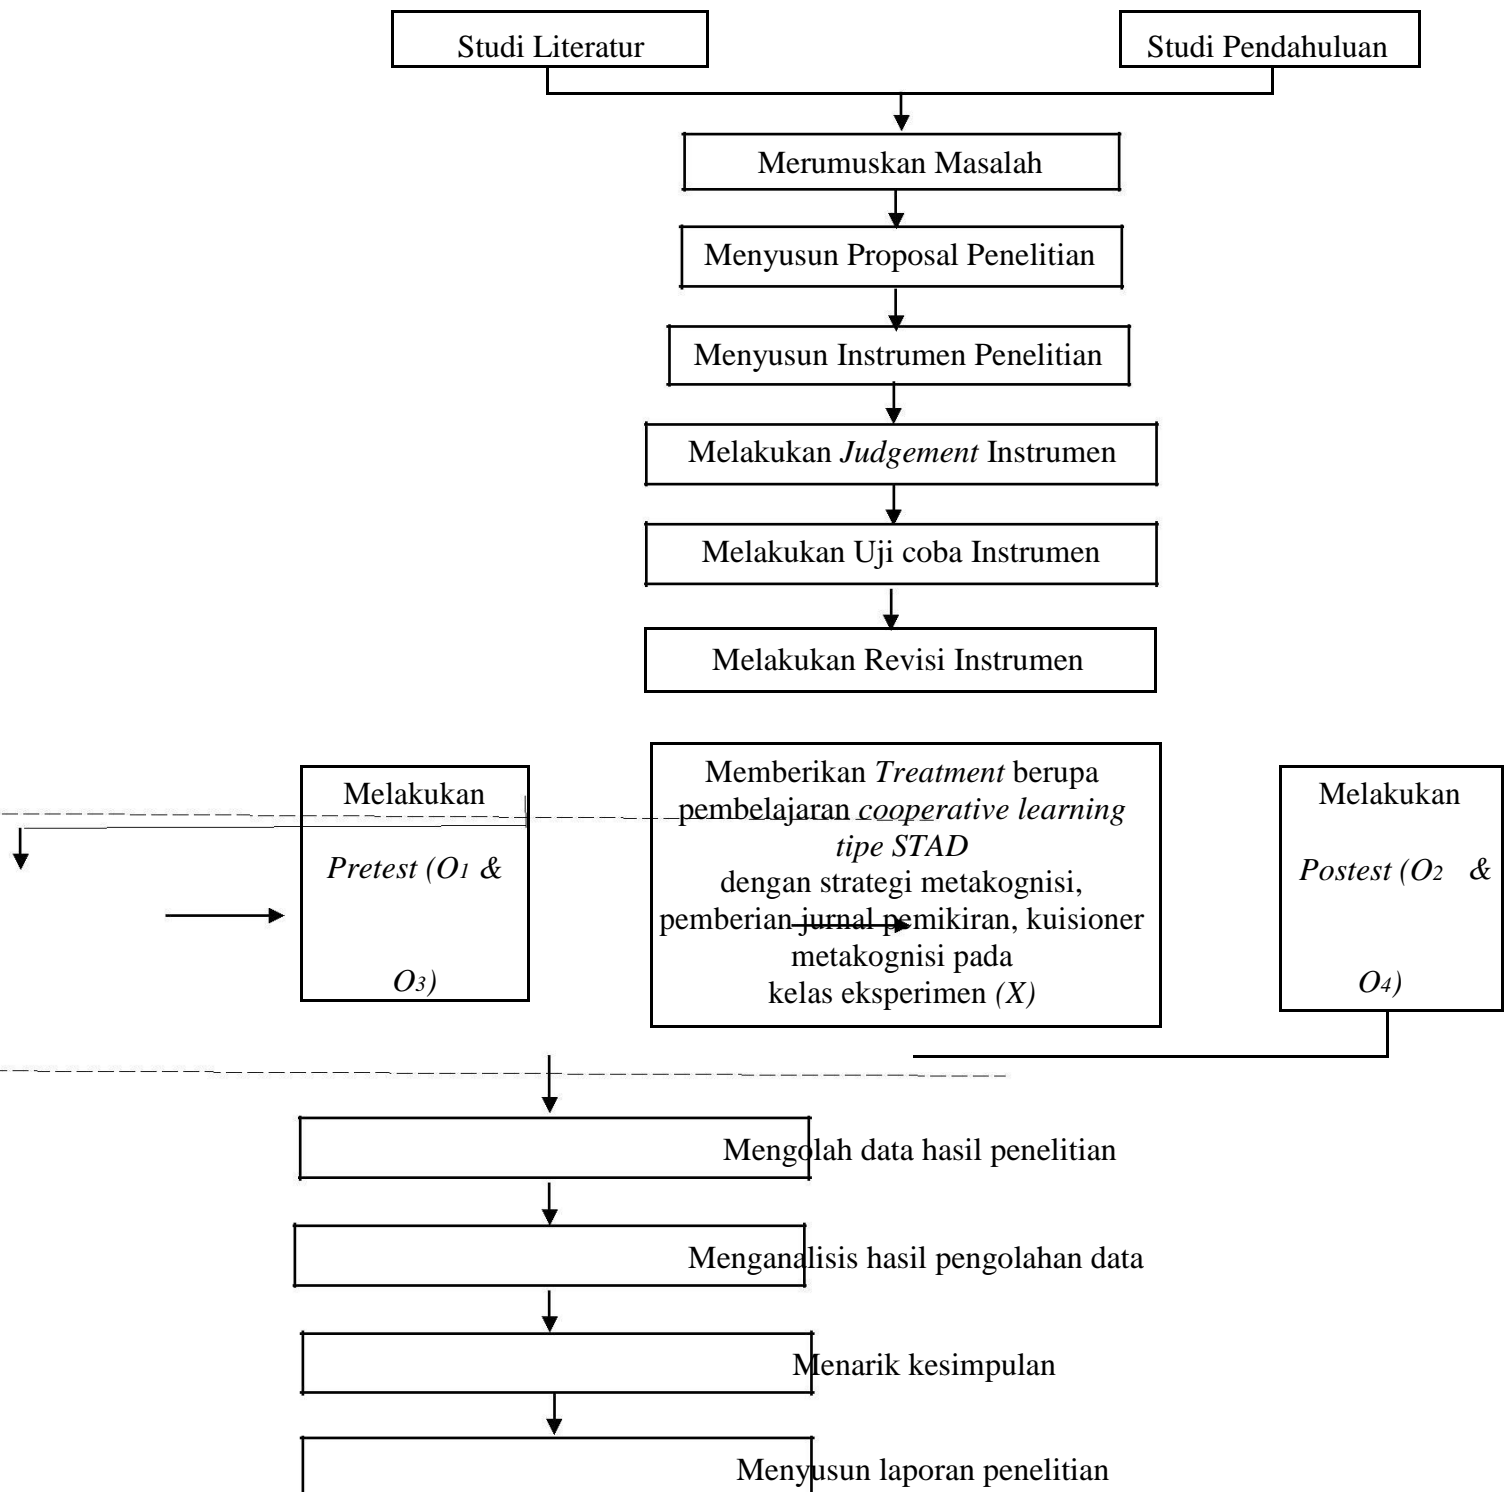 Studi Literatur
Studi Pendahuluan
Merumuskan Masalah
Menyusun Proposal Penelitian
Menyusun Instrumen Penelitian
Melakukan Judgement Instrumen
Melakukan Uji coba Instrumen
Melakukan Revisi Instrumen
Melakukan
Pretest (O1 &
O3)
Memberikan Treatment berupa
pembelajaran cooperative learning
tipe STAD
dengan strategi metakognisi,
pemberian jurnal pemikiran, kuisioner
metakognisi pada
kelas eksperimen (X)
Melakukan
Postest (O2 &
O4)
Mengolah data hasil penelitian
Menganalisis hasil pengolahan data
Menarik kesimpulan
Menyusun laporan penelitian